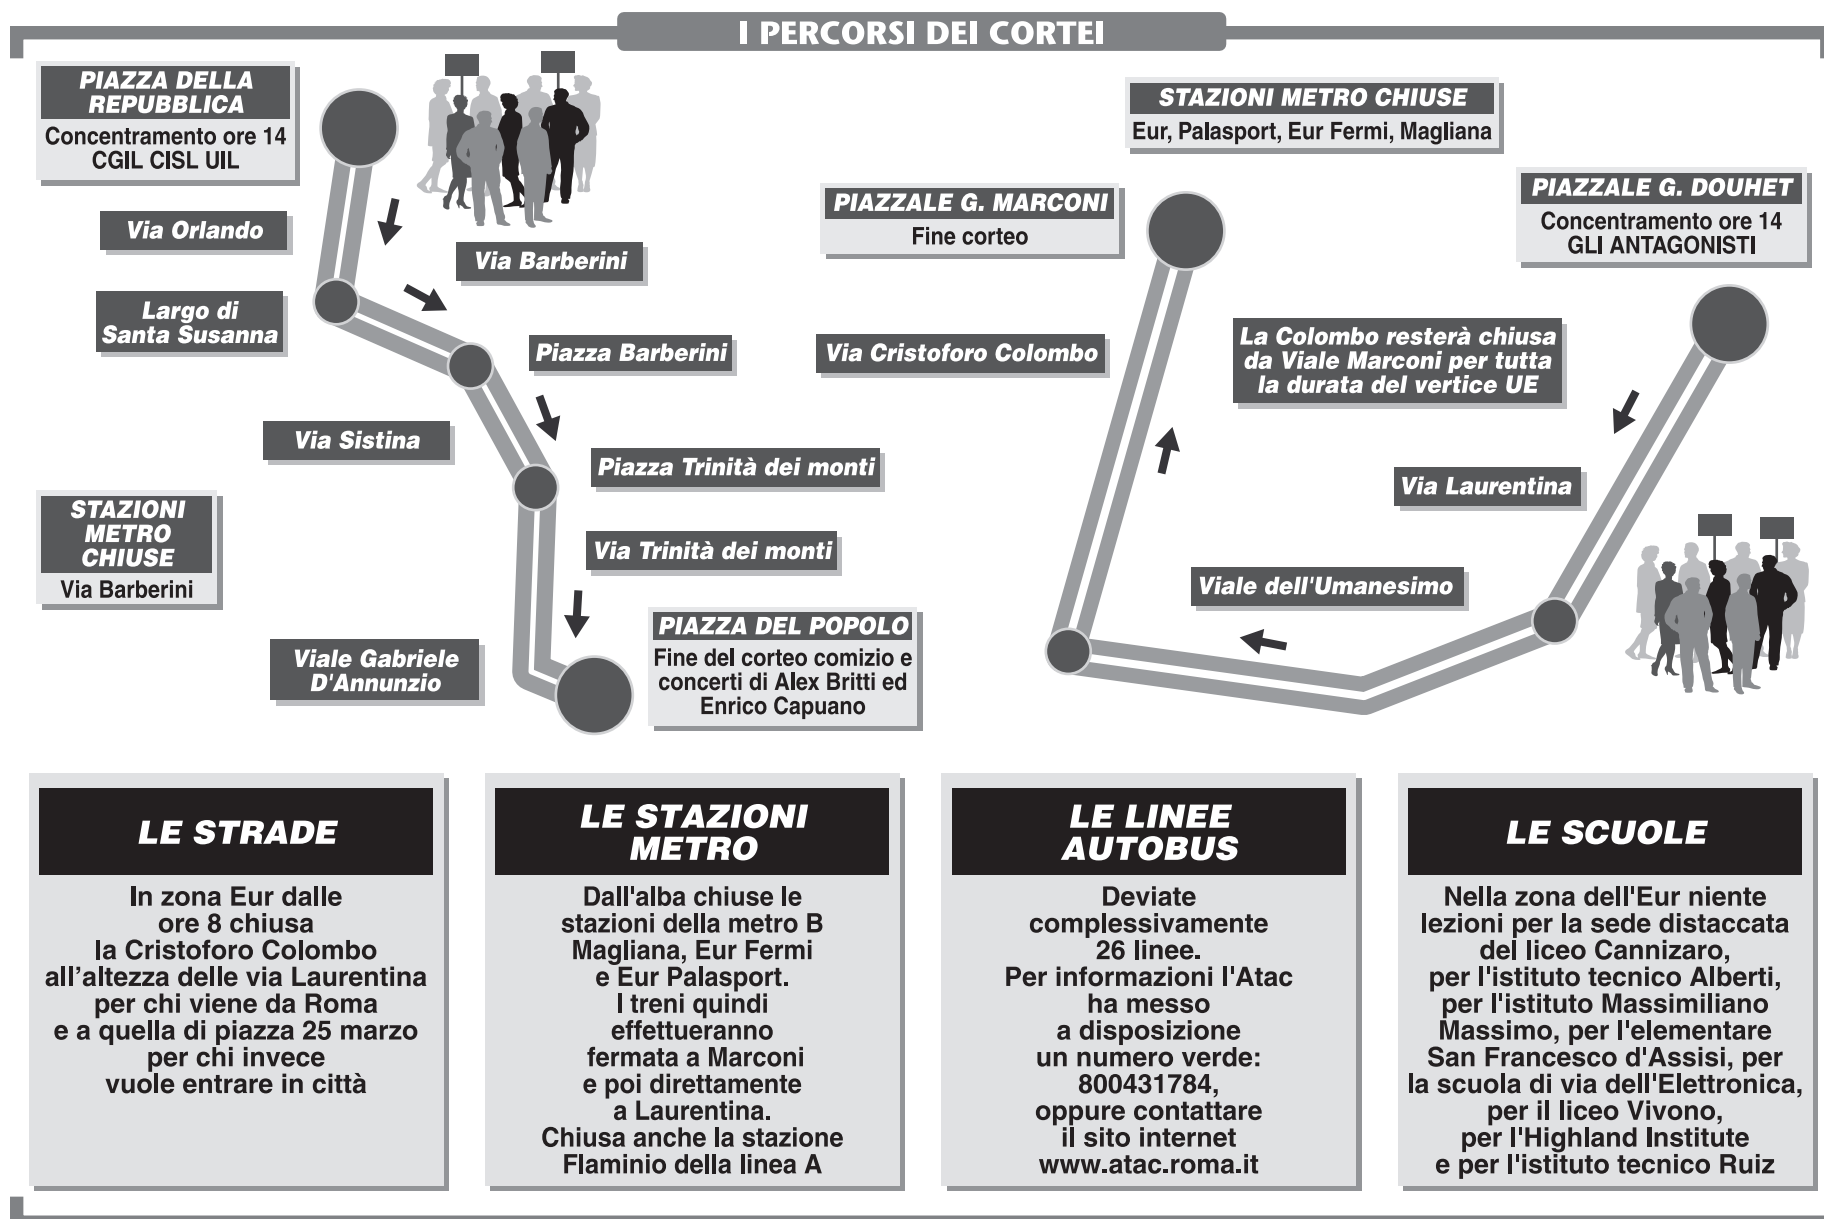 I PERCORSI DEI CORTEI
PIAZZA DELLA
REPUBBLICA
Concentramento ore 14
CGIL CISL UIL
Via Orlando
Via Barberini
Largo di
Santa Susanna
Piazza Barberini
Via Sistina
Piazza Trinità dei monti
STAZIONI
METRO
CHIUSE
Via Barberini
Via Trinità dei monti
Viale Gabriele
D'Annunzio
PIAZZA DEL POPOLO
Fine del corteo comizio e
concerti di Alex Britti ed
Enrico Capuano
STAZIONI METRO CHIUSE
Eur, Palasport, Eur Fermi, Magliana
PIAZZALE G. MARCONI
Fine corteo
PIAZZALE G. DOUHET
Concentramento ore 14
GLI ANTAGONISTI
Via Cristoforo Colombo
La Colombo resterà chiusa
da Viale Marconi per tutta
la durata del vertice UE
Via Laurentina
Viale dell'Umanesimo
LE STRADE
In zona Eur dalle
ore 8 chiusa
la Cristoforo Colombo
all'altezza delle via Laurentina
per chi viene da Roma
e a quella di piazza 25 marzo
per chi invece
vuole entrare in città
LE STAZIONI
METRO
Dall'alba chiuse le
stazioni della metro B
Magliana, Eur Fermi
e Eur Palasport.
I treni quindi
effettueranno
fermata a Marconi
e poi direttamente
a Laurentina.
Chiusa anche la stazione
Flaminio della linea A
LE LINEE
AUTOBUS
Deviate
complessivamente
26 linee.
Per informazioni l'Atac
ha messo
a disposizione
un numero verde:
800431784,
oppure contattare
il sito internet
www.atac.roma.it
LE SCUOLE
Nella zona dell'Eur niente
lezioni per la sede distaccata
del liceo Cannizaro,
per l'istituto tecnico Alberti,
per l'istituto Massimiliano
Massimo, per l'elementare
San Francesco d'Assisi, per
la scuola di via dell'Elettronica,
per il liceo Vivono,
per l'Highland Institute
e per l'istituto tecnico Ruiz